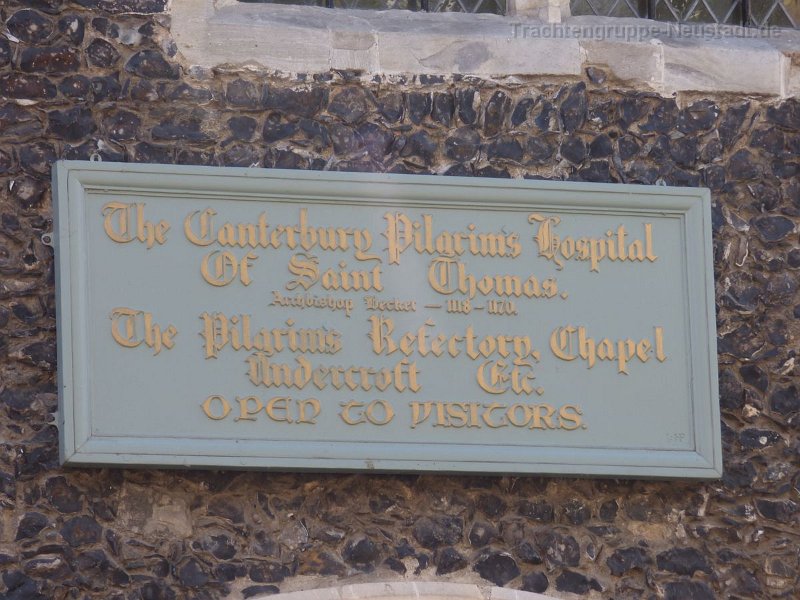 Trachtengruppe-Neustadt.de
The Canterbury Pilgrims Hospital
Of Saint Thomas.
Archbishop Becket — 1118 – 1170.
The Pilgrims Refectory, Chapel
Undercroft Etc.
OPEN TO VISITORS.